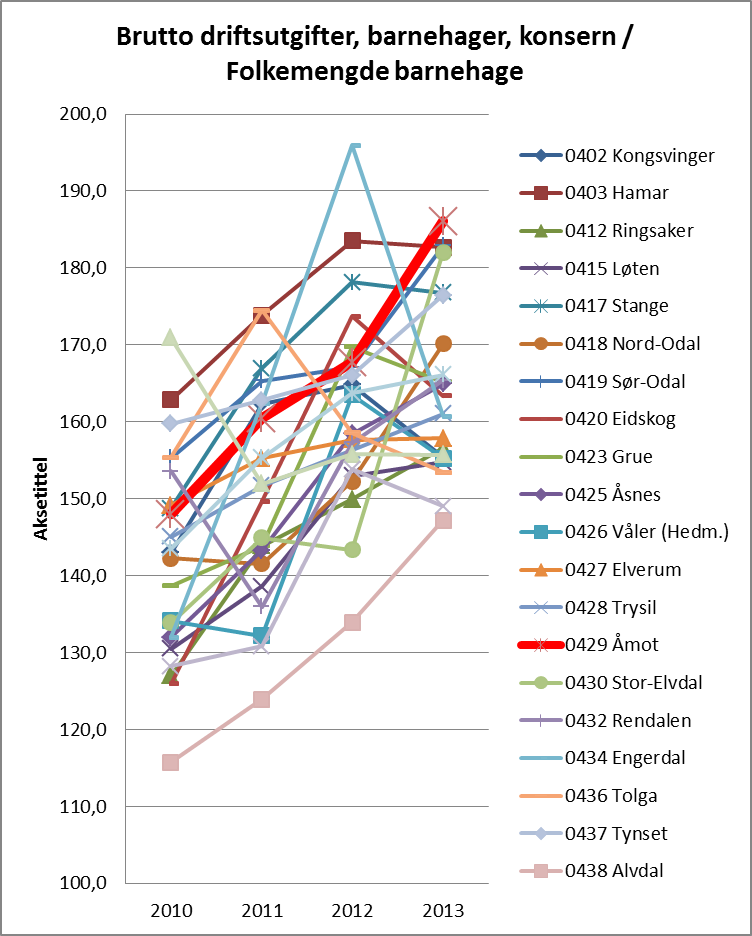 Brutto driftsutgifter, barnehager, konsern /
Folkemengde barnehage
200,0
190,0
180,0
170,0
160,0
150,0
140,0
130,0
120,0
110,0
100,0
Aksetittel
2010 2011 2012 2013
0402 Kongsvinger
0403 Hamar
0412 Ringsaker
0415 Løten
0417 Stange
0418 Nord-Odal
0419 Sør-Odal
0420 Eidskog
0423 Grue
0425 Åsnes
0426 Våler (Hedm.)
0427 Elverum
0428 Trysil
0429 Åmot
0430 Stor-Elvdal
0432 Rendalen
0434 Engerdal
0436 Tolga
0437 Tynset
0438 Alvdal